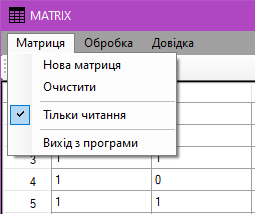 MATRIX
Матриця Обробка Довідка
Нова матриця
Очистити
Тільки читання
Вихід з програми
3 1 1
4 1 0
5 1 1